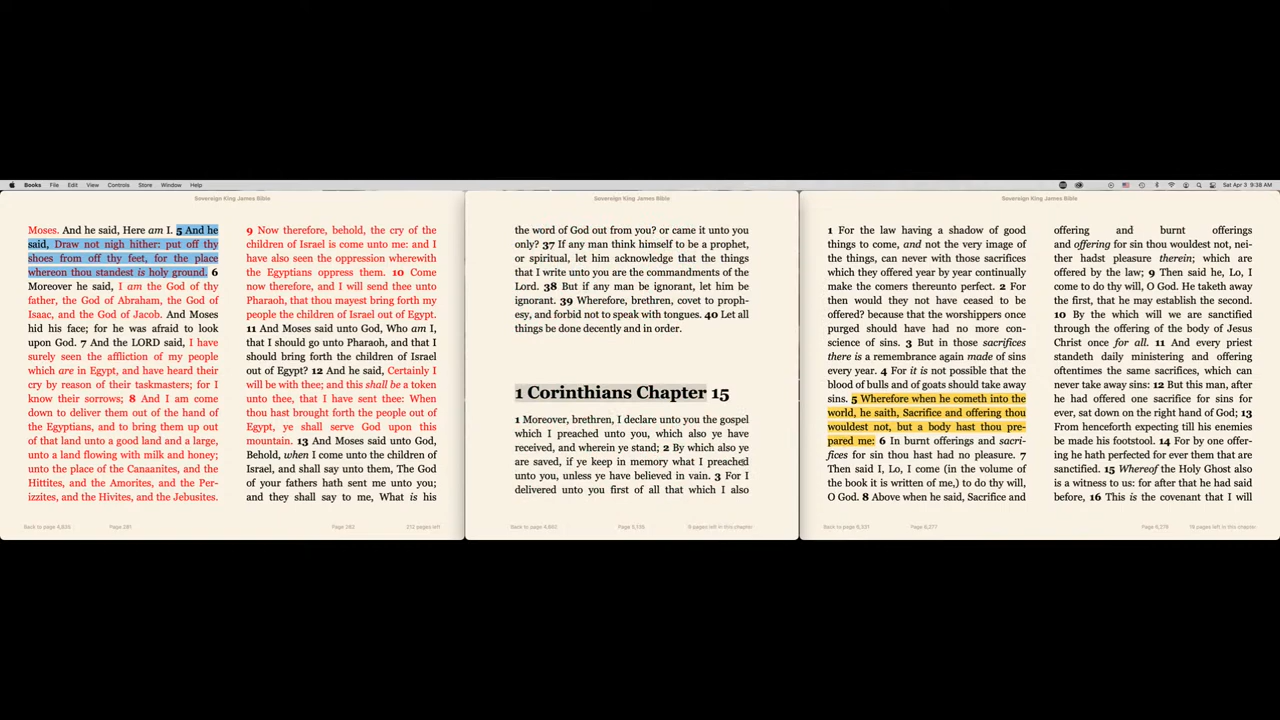 Books File Edit View Controls Store Window Help
Sat Apr 3 9:38 AM
Sovereign King James Bible
Moses. And he said, Here am I. 5 And he
said, Draw not nigh hither: put off thy
shoes from off thy feet, for the place
whereon thou standest is holy ground. 6
Moreover he said, I am the God of thy
father, the God of Abraham, the God of
Isaac, and the God of Jacob. And Moses
hid his face; for he was afraid to look
upon God. 7 And the LORD said, I have
surely seen the affliction of my people
which are in Egypt, and have heard their
cry by reason of their taskmasters; for I
know their sorrows; 8 And I am come
down to deliver them out of the hand of
the Egyptians, and to bring them up out
of that land unto a good land and a large,
unto a land flowing with milk and honey;
unto the place of the Canaanites, and the
Hittites, and the Amorites, and the Per-
izzites, and the Hivites, and the Jebusites.
9 Now therefore, behold, the cry of the
children of Israel is come unto me: and I
have also seen the oppression wherewith
the Egyptians oppress them. 10 Come
now therefore, and I will send thee unto
Pharaoh, that thou mayest bring forth my
people the children of Israel out of Egypt.
11 And Moses said unto God, Who am I,
that I should go unto Pharaoh, and that I
should bring forth the children of Israel
out of Egypt? 12 And he said, Certainly I
will be with thee; and this shall be a token
unto thee, that I have sent thee: When
thou hast brought forth the people out of
Egypt, ye shall serve God upon this
mountain. 13 And Moses said unto God,
Behold, when I come unto the children of
Israel, and shall say unto them, The God
of your fathers hath sent me unto you;
and they shall say to me, What is his
Page 281
Page 282
212 pages left
Sovereign King James Bible
the word of God out from you? or came it unto you
only? 37 If any man think himself to be a prophet,
or spiritual, let him acknowledge that the things
that I write unto you are the commandments of the
Lord. 38 But if any man be ignorant, let him be
ignorant. 39 Wherefore, brethren, covet to proph-
esy, and forbid not to speak with tongues. 40 Let all
things be done decently and in order.
1 Corinthians Chapter 15
1 Moreover, brethren, I declare unto you the gospel
which I preached unto you, which also ye have
received, and wherein ye stand; 2 By which also ye
are saved, if ye keep in memory what I preached
unto you, unless ye have believed in vain. 3 For I
delivered unto you first of all that which I also
9 pages left in this chapter
Sovereign King James Bible
1 For the law having a shadow of good
things to come, and not the very image of
the things, can never with those sacrifices
which they offered year by year continually
make the comers thereunto perfect. 2 For
then would they not have ceased to be
offered? because that the worshippers once
purged should have had no more con-
science of sins. 3 But in those sacrifices
there is a remembrance again made of sins
every year. 4 For it is not possible that the
blood of bulls and of goats should take away
sins. 5 Wherefore when he cometh into the
world, he saith, Sacrifice and offering thou
wouldest not, but a body hast thou pre-
pared me: 6 In burnt offerings and sacri-
fices for sin thou hast had no pleasure. 7
Then said I, Lo, I come (in the volume of
the book it is written of me,) to do thy will,
O God. 8 Above when he said, Sacrifice and
offering and burnt offerings
and offering for sin thou wouldest not, nei-
ther hadst pleasure therein; which are
offered by the law; 9 Then said he, Lo, I
come to do thy will, O God. He taketh away
the first, that he may establish the second.
10 By the which will we are sanctified
through the offering of the body of Jesus
Christ once for all. 11 And every priest
standeth daily ministering and offering
oftentimes the same sacrifices, which can
never take away sins: 12 But this man, after
he had offered one sacrifice for sins for
ever, sat down on the right hand of God; 13
From henceforth expecting till his enemies
be made his footstool. 14 For by one offer-
ing he hath perfected for ever them that are
sanctified. 15 Whereof the Holy Ghost also
is a witness to us: for after that he had said
before, 16 This is the covenant that I will
Page 6,277
Page 6,278